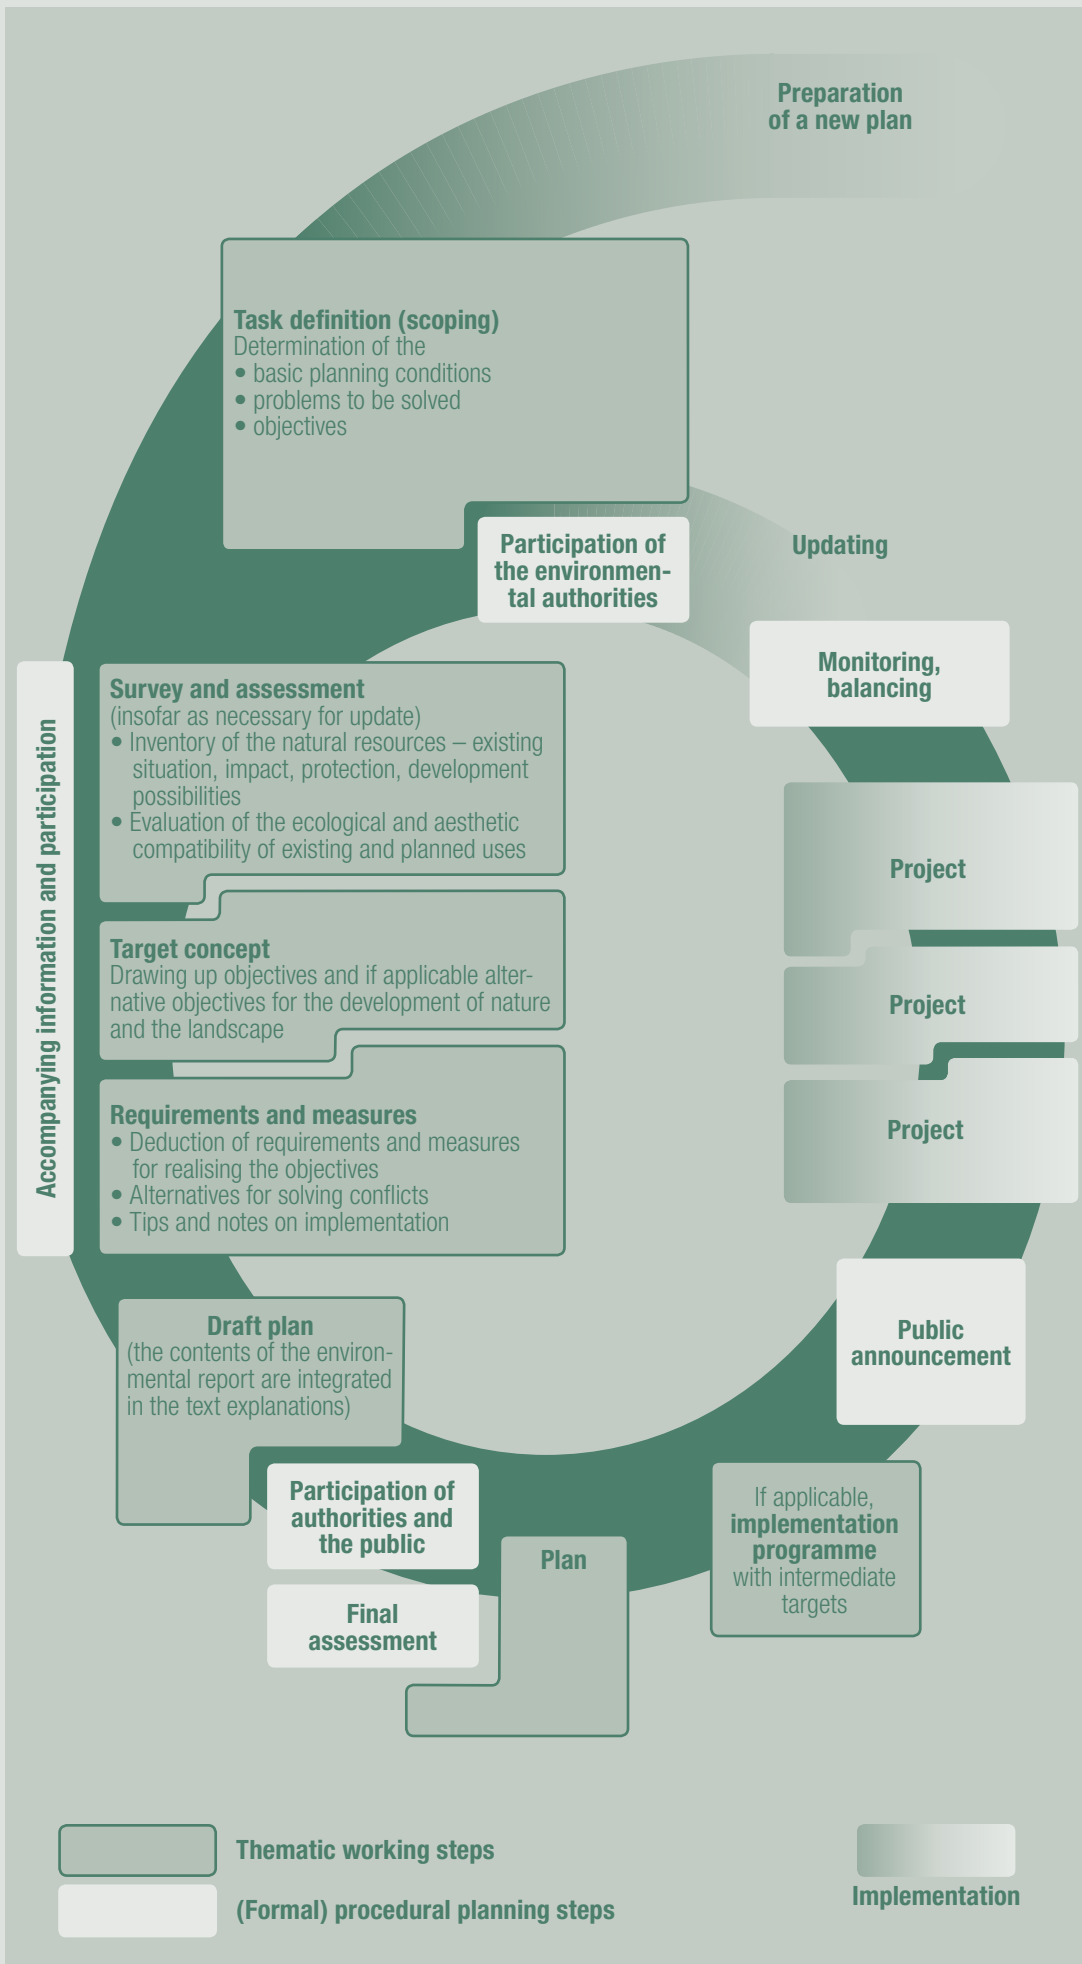 Preparation
of a new plan
Task definition (scoping)
Determination of the
• basic planning conditions
• problems to be solved
• objectives
Participation of
the environmen-
tal authorities
Updating
Monitoring,
balancing
Accompanying information and participation
Survey and assessment
(insofar as necessary for update)
• Inventory of the natural resources – existing
situation, impact, protection, development
possibilities
• Evaluation of the ecological and aesthetic
compatibility of existing and planned uses
Target concept
Drawing up objectives and if applicable alter-
native objectives for the development of nature
and the landscape
Requirements and measures
• Deduction of requirements and measures
for realising the objectives
• Alternatives for solving conflicts
• Tips and notes on implementation
Project
Project
Project
Draft plan
(the contents of the environ-
mental report are integrated
in the text explanations)
Participation of
authorities and
the public
Final
assessment
Plan
If applicable,
implementation
programme
with intermediate
targets
Public
announcement
Thematic working steps
(Formal) procedural planning steps
Implementation